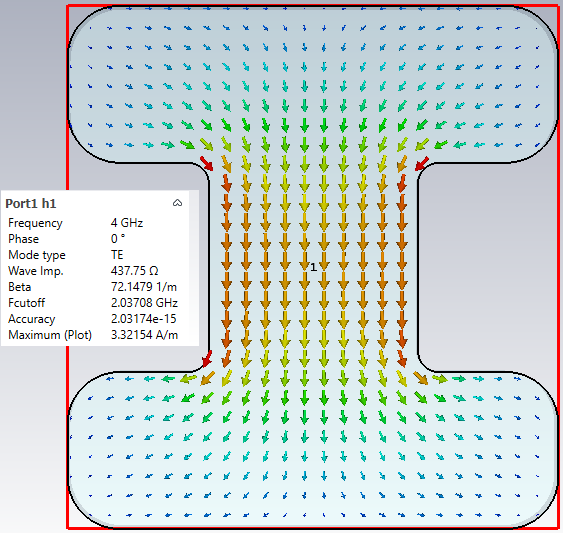 Port1 h1
Frequency 4 GHz
Phase 0 °
Mode type TE
Wave Imp. 437.75 Ω
Beta 72.1479 1/m
Fcutoff 2.03708 GHz
Accuracy 2.03174e-15
Maximum (Plot) 3.32154 A/m
1